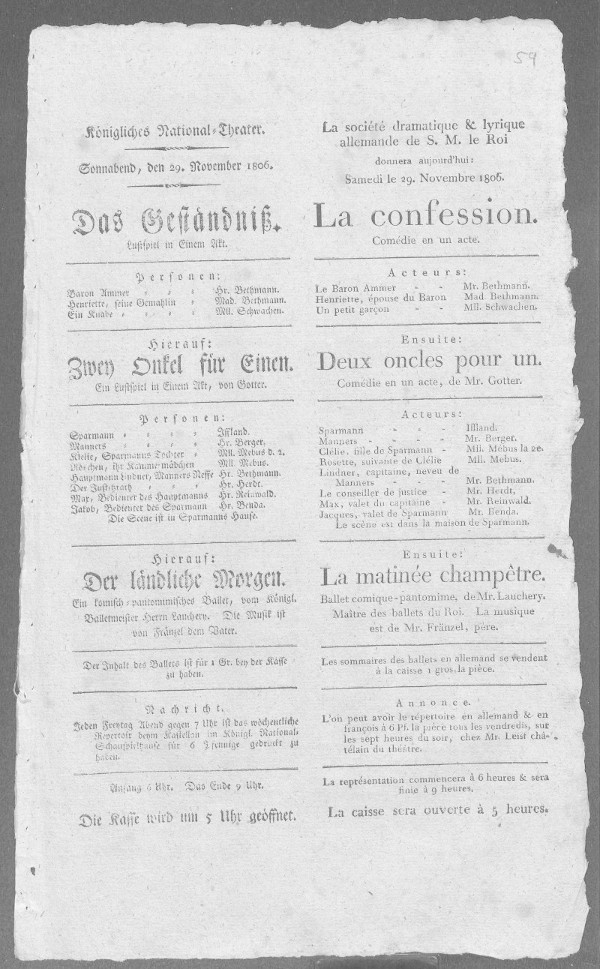 54
Königliches National-Theater.
Sonnabend, den 29. November 1806.
Das Geständniß.
Lustspiel in Einem Akt.
Personen:
Baron Ammer Hr. Bethmann.
Henriette, seine Gemahlin Mad. Bethmann.
Ein Knabe Mll. Schwachen.
Hierauf:
Zwey Onkel für Einen.
Ein Lustspiel in Einem Akt, von Gotter.
Personen:
Sparmann Iffland.
Manners Hr. Berger.
Klelie, Sparmanns Tochter Mll. Mebus d. 2.
Röschen, ihr Kammermädchen Mll. Mebus.
Hauptmann Lindner, Manners Neffe Hr. Bethmann.
Der Justizrath Hr. Herdt.
Max, Bedienter des Hauptmanns Hr. Reinwald.
Jakob, Bedienter des Sparmann Hr. Benda.
Die Scene ist in Sparmanns Hause.
Hierauf:
Der ländliche Morgen.
Ein komisch-pantomimisches Ballet, vom Königl.
Balletmeister Herrn Lauchery. Die Musik ist
von Fränzel dem Vater.
Der Inhalt des Ballets ist für 1 Gr. bey der Kasse
zu haben.
Nachricht.
Jeden Freytag Abend gegen 7 Uhr ist das wöchentliche
Repertoir beym Kastellan im Königl. National-
Schauspielhause für 6 Pfennige gedruckt zu
haben.
Anfang 6 Uhr. Das Ende 9 Uhr.
Die Kasse wird um 5 Uhr geöffnet.
La société dramatique & lyrique
allemande de S. M. le Roi
donnera aujourd'hui:
Samedi le 29. Novembre 1806.
La confession.
Comédie en un acte.
Acteurs:
Le Baron Ammer - - Mr. Bethmann.
Henriette, épouse du Baron Mad. Bethmann.
Un petit garçon - - Mll. Schwachen.
Ensuite:
Deux oncles pour un.
Comédie en un acte, de Mr. Gotter.
Acteurs:
Sparmann - - - Iffland.
Manners - - - - Mr. Berger.
Clélie, fille de Sparmann - Mll. Mébus la 2e.
Rosette, suivante de Clélie Mll. Mebus.
Lindner, capitaine, neveu de
Manners - - - Mr. Bethmann.
Le conseiller de justice - Mr. Herdt.
Max, valet du capitaine - Mr. Reinwald.
Jacques, valet de Sparmann Mr. Benda.
Le scène est dans la maison de Sparmann.
Ensuite:
La matinée champêtre.
Ballet comique-pantomime, de Mr. Lauchery.
Maître des ballets du Roi. La musique
est de Mr. Fränzel, père.
Les sommaires des ballets en allemand se vendent
à la caisse 1 gros. la pièce.
Annonce.
L'on peut avoir le répertoire en allemand & en
françois à 6 Pf. la pièce tous les vendredis, sur
les sept heures du soir, chez Mr. Leist châ-
télain du théâtre.
La représentation commencera à 6 heures & sera
finie à 9 heures.
La caisse sera ouverte à 5 heures.